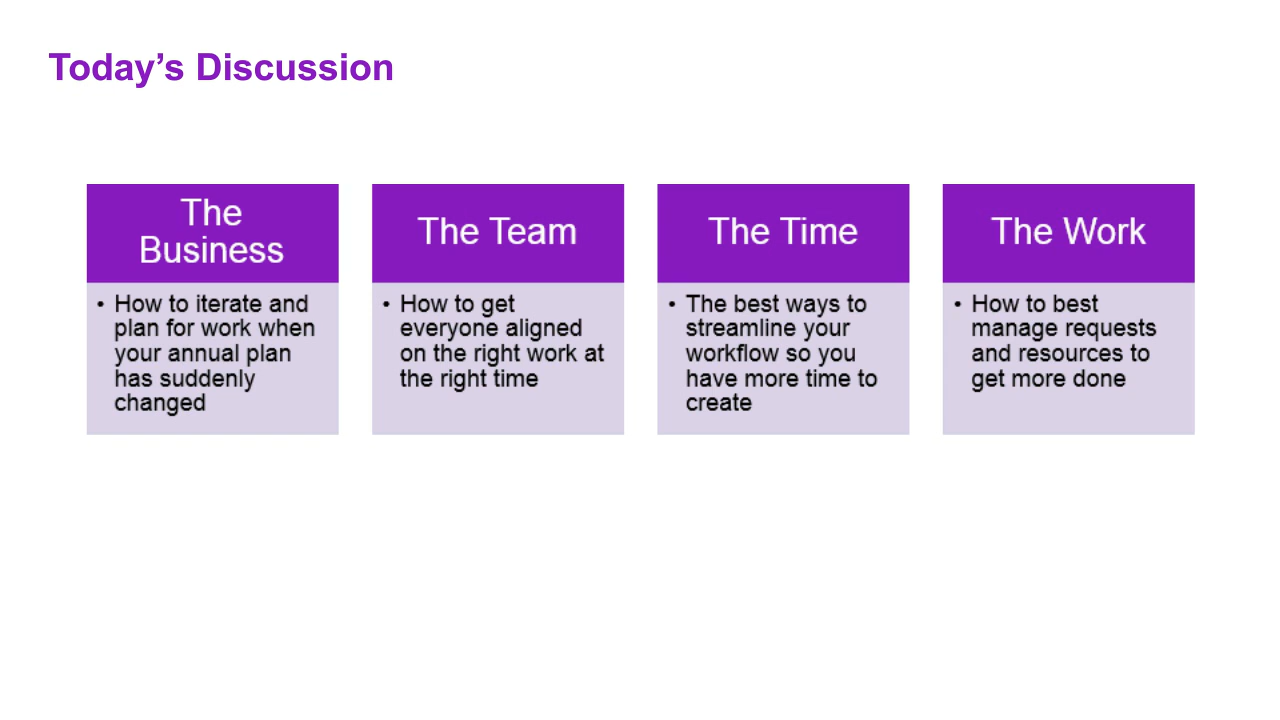 Today’s Discussion
The
Business
• How to iterate and
plan for work when
your annual plan
has suddenly
changed
The Team
• How to get
everyone aligned
on the right work at
the right time
The Time
• The best ways to
streamline your
workflow so you
have more time to
create
The Work
• How to best
manage requests
and resources to
get more done